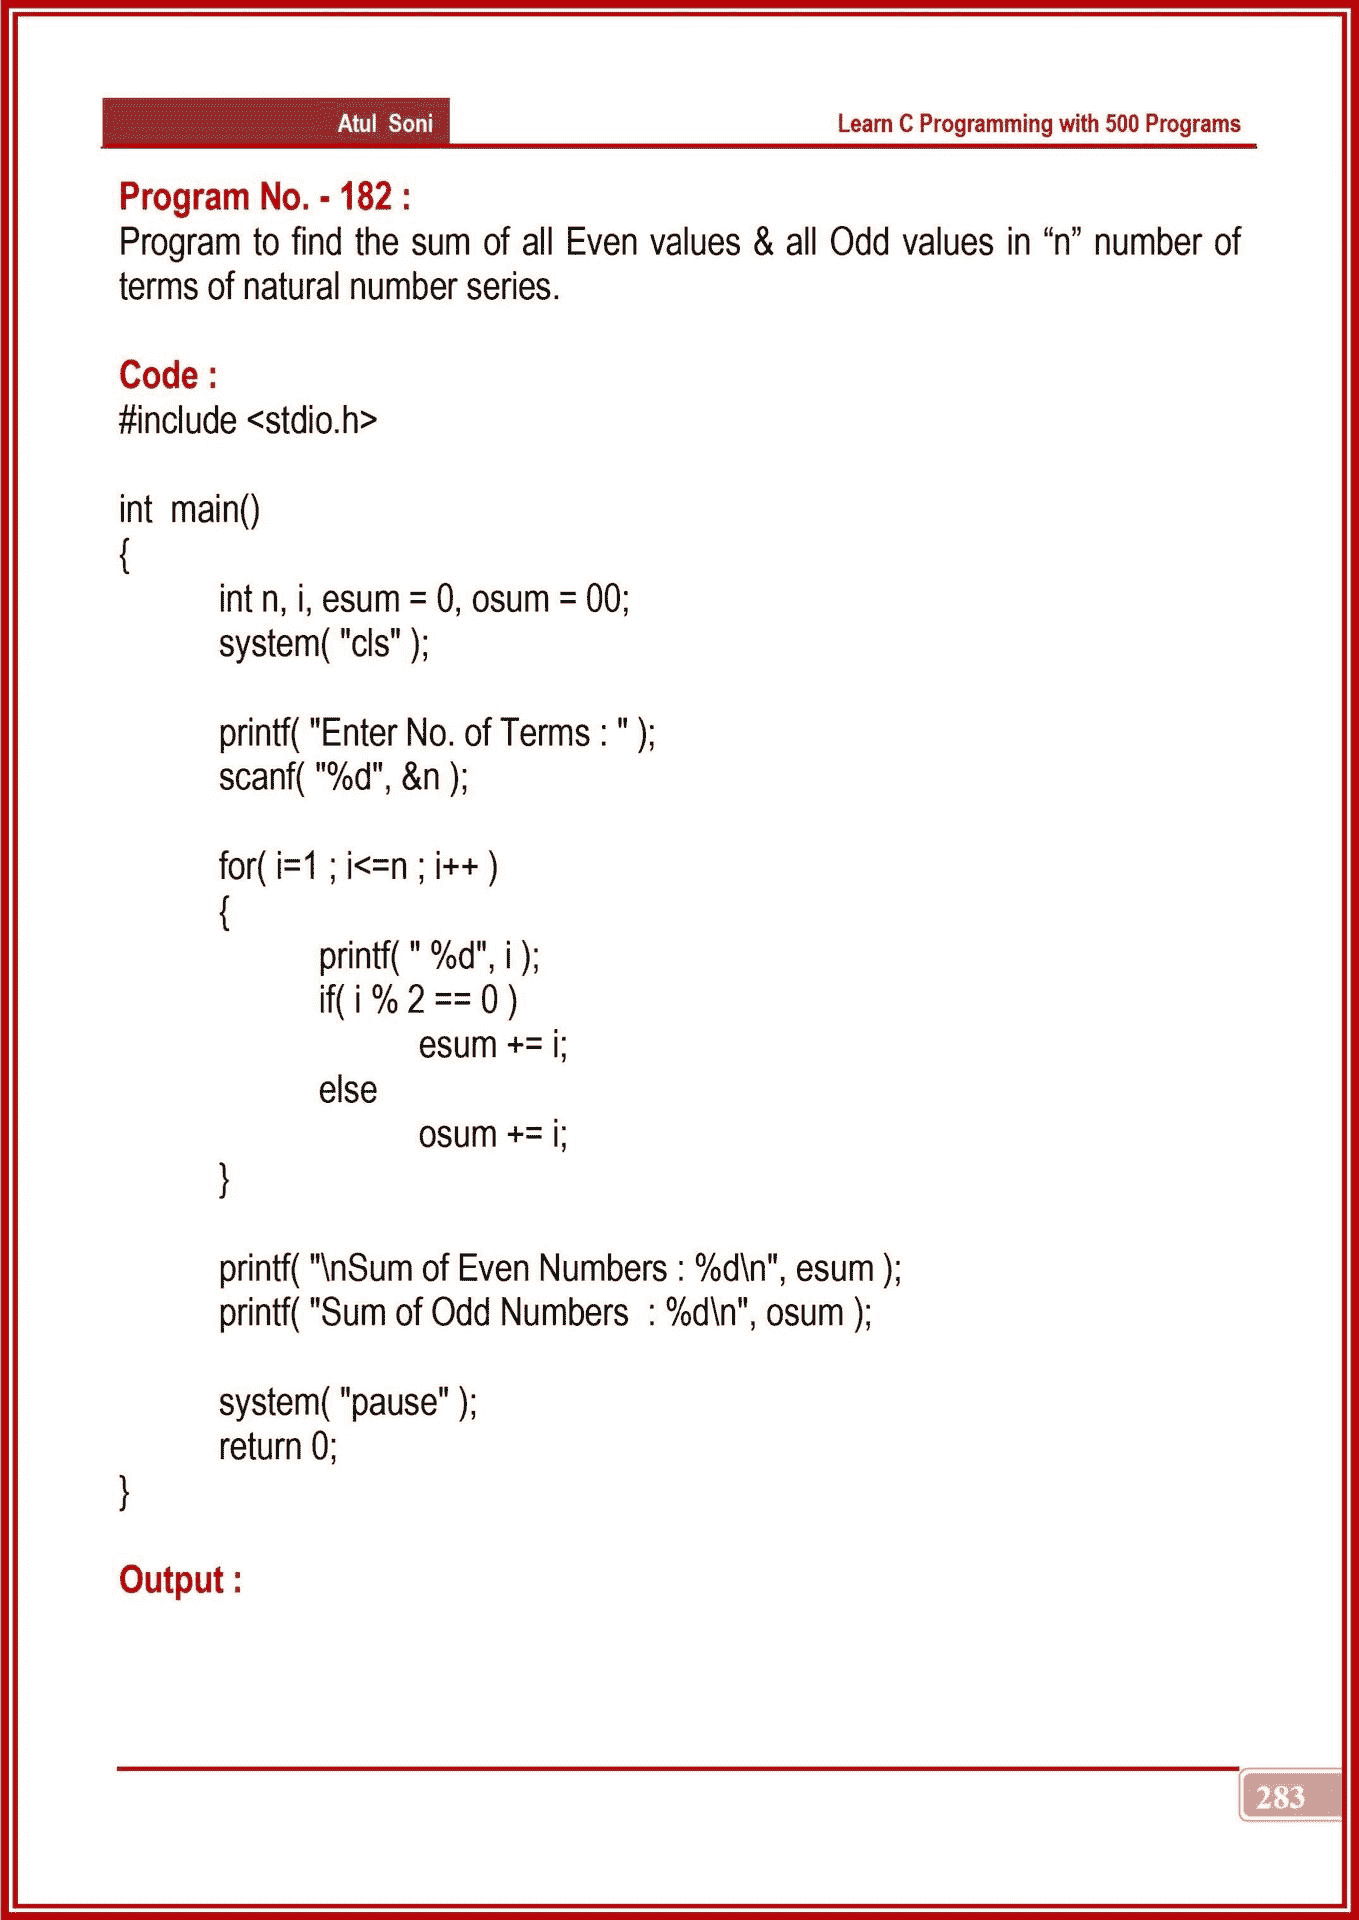 Atul  Soni
Learn C Programming with 500 Programs
Program No. - 182 :
Program to find the sum of all Even values & all Odd values in “n” number of
terms of natural number series.
Code :
#include <stdio.h>
int  main()
{
int n, i, esum = 0, osum = 00;
system( "cls" );
printf( "Enter No. of Terms : " );
scanf( "%d", &n );
for( i=1 ; i<=n ; i++ )
{
printf( " %d", i );
if( i % 2 == 0 )
esum += i;
else
osum += i;
}
printf( "\nSum of Even Numbers : %d\n", esum );
printf( "Sum of Odd Numbers  : %d\n", osum );
system( "pause" );
return 0;
}
Output :
283